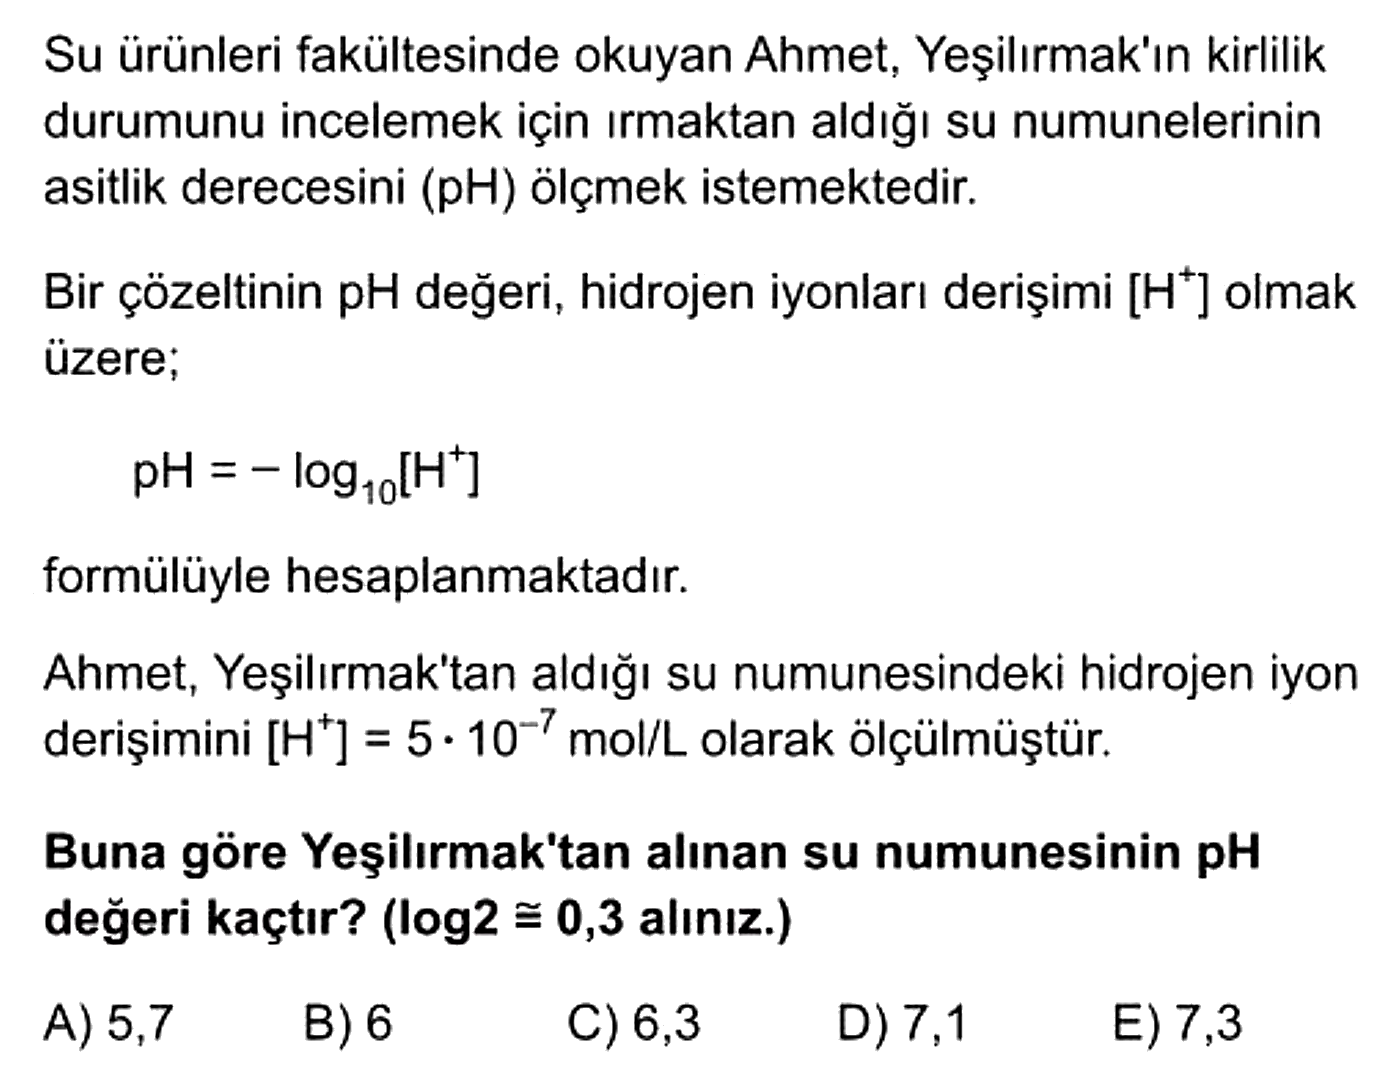 Su ürünleri fakültesinde okuyan Ahmet, Yeşilırmak'ın kirlilik
durumunu incelemek için ırmaktan aldığı su numunelerinin
asitlik derecesini (pH) ölçmek istemektedir.
Bir çözeltinin pH değeri, hidrojen iyonları derişimi [H⁺] olmak
üzere;
pH = – log₁₀[H⁺]
formülüyle hesaplanmaktadır.
Ahmet, Yeşilırmak'tan aldığı su numunesindeki hidrojen iyon
derişimini [H⁺] = 5 · 10⁻⁷ mol/L olarak ölçülmüştür.
Buna göre Yeşilırmak'tan alınan su numunesinin pH
değeri kaçtır? (log2 ≅ 0,3 alınız.)
A) 5,7 B) 6 C) 6,3 D) 7,1 E) 7,3